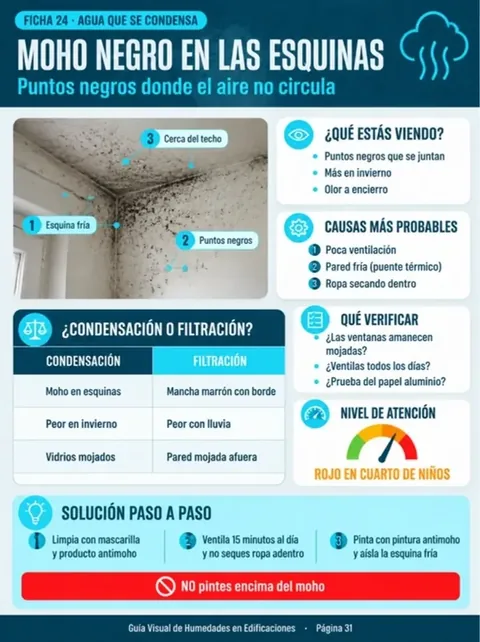 FICHA 24 · AGUA QUE SE CONDENSA
MOHO NEGRO EN LAS ESQUINAS
Puntos negros donde el aire no circula
3 Cerca del techo
1 Esquina fría
2 Puntos negros
¿QUÉ ESTÁS VIENDO?
• Puntos negros que se juntan
• Más en invierno
• Olor a encierro
CAUSAS MÁS PROBABLES
1 Poca ventilación
2 Pared fría (puente térmico)
3 Ropa secando dentro
¿CONDENSACIÓN O FILTRACIÓN?
CONDENSACIÓN FILTRACIÓN
Moho en esquinas Mancha marrón con borde
Peor en invierno Peor con lluvia
Vidrios mojados Pared mojada afuera
QUÉ VERIFICAR
• ¿Las ventanas amanecen
mojadas?
• ¿Ventilas todos los días?
• ¿Prueba del papel aluminio?
NIVEL DE ATENCIÓN
ROJO EN CUARTO DE NIÑOS
SOLUCIÓN PASO A PASO
1 Limpia con mascarilla
y producto antimoho
2 Ventila 15 minutos al día
y no seques ropa adentro
3 Pinta con pintura antimoho
y aísla la esquina fría
NO pintes encima del moho
Guía Visual de Humedades en Edificaciones • Página 31